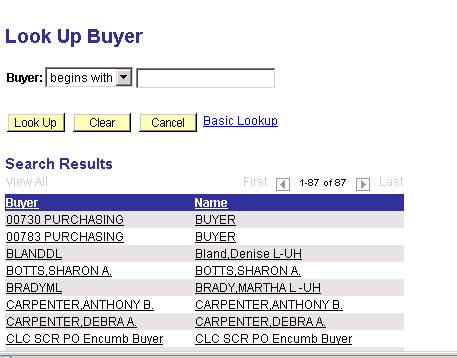 Look Up Buyer
Buyer: begins with
Look Up Clear Cancel Basic Lookup
Search Results
View All First 1-87 of 87 Last
Buyer Name
00730 PURCHASING BUYER
00783 PURCHASING BUYER
BLANDDL Bland,Denise L-UH
BOTTS,SHARON A. BOTTS,SHARON A.
BRADYML BRADY,MARTHA L -UH
CARPENTER,ANTHONY B. CARPENTER,ANTHONY B.
CARPENTER,DEBRA A. CARPENTER,DEBRA A.
CLC SCR PO Encumb Buyer CLC SCR PO Encumb Buyer